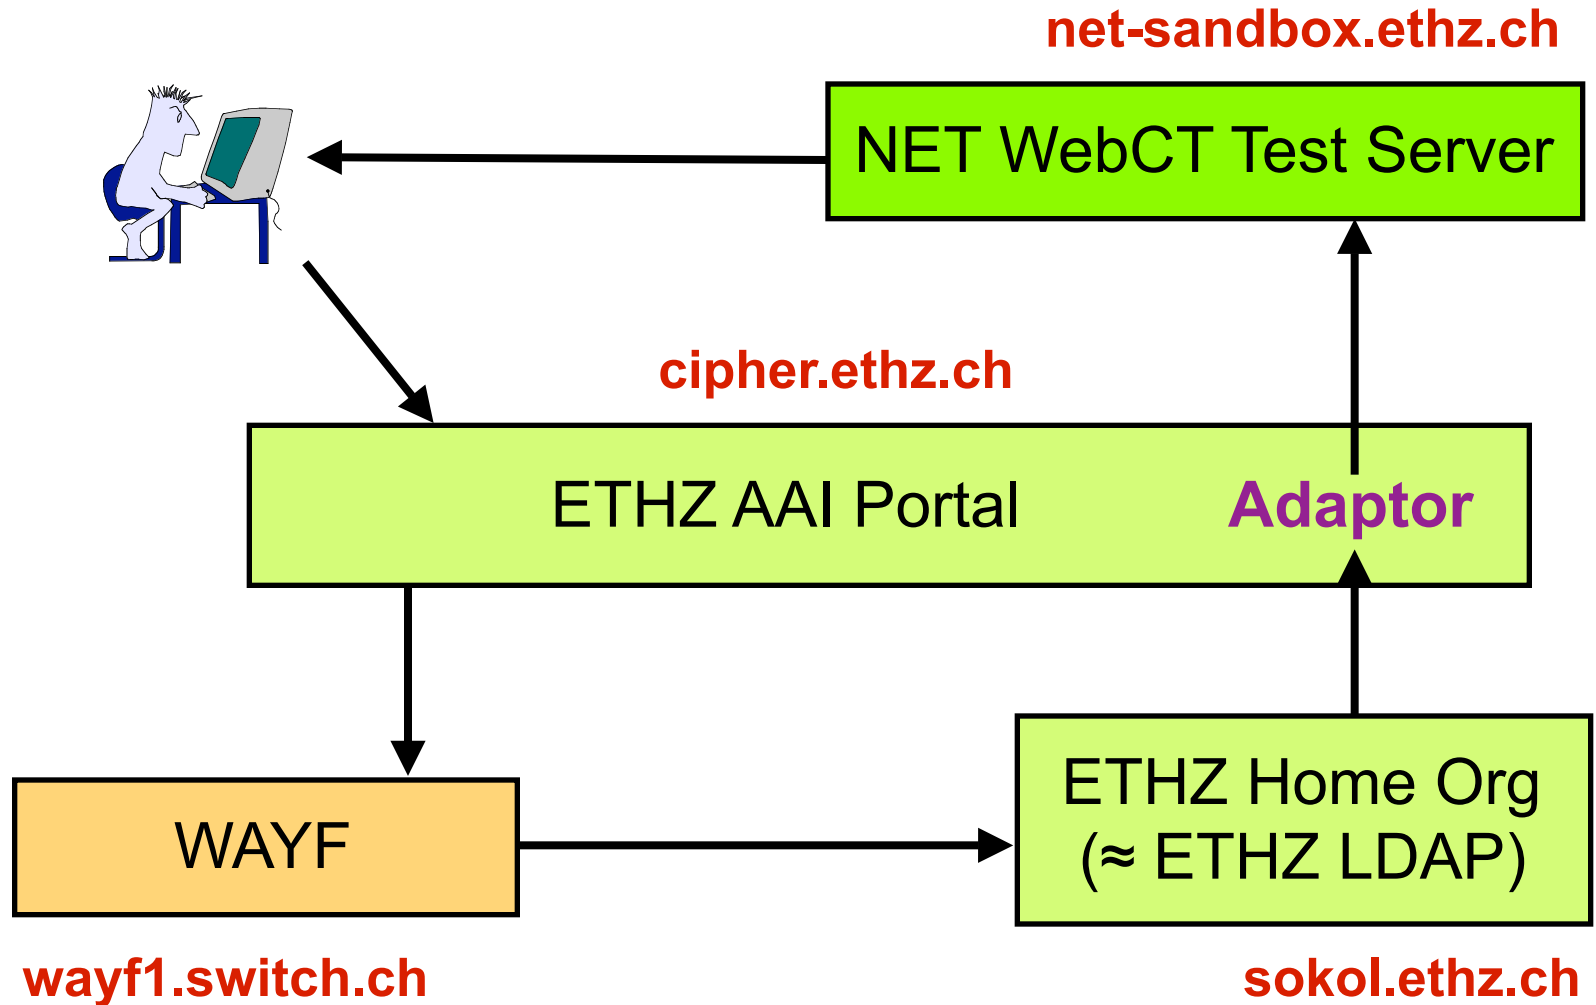 net-sandbox.ethz.ch
NET WebCT Test Server
cipher.ethz.ch
ETHZ AAI Portal
Adaptor
ETHZ Home Org
(≈ ETHZ LDAP)
WAYF
wayf1.switch.ch
sokol.ethz.ch